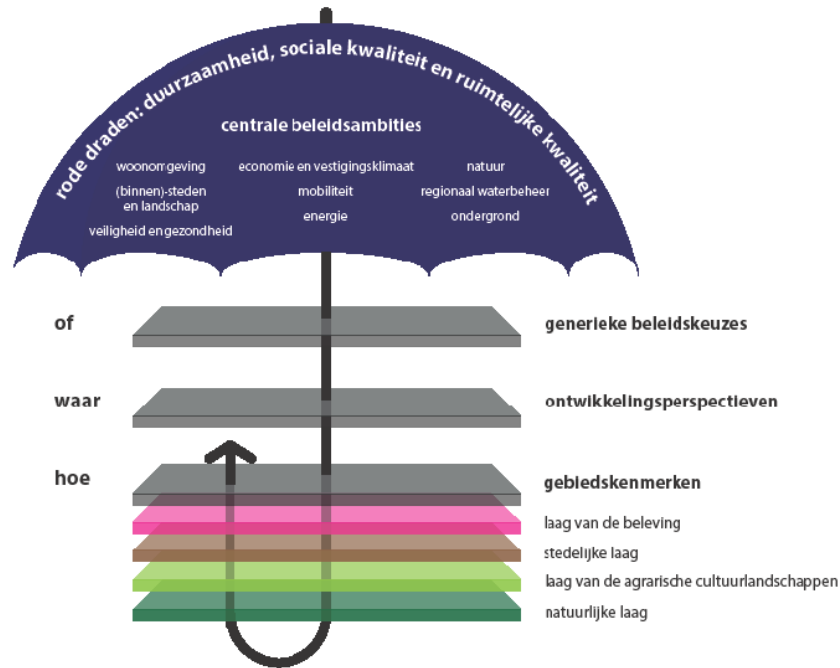 rode draden: duurzaamheid, sociale kwaliteit en ruimtelijke kwaliteit
centrale beleidsambities
woonomgeving
(binnen)-steden
en landschap
veiligheid en gezondheid
economie en vestigingsklimaat
mobiliteit
energie
natuur
regionaal waterbeheer
ondergrond
of
generieke beleidskeuzes
waar
ontwikkelingsperspectieven
hoe
gebiedskenmerken
laag van de beleving
stedelijke laag
laag van de agrarische cultuurlandschappen
natuurlijke laag